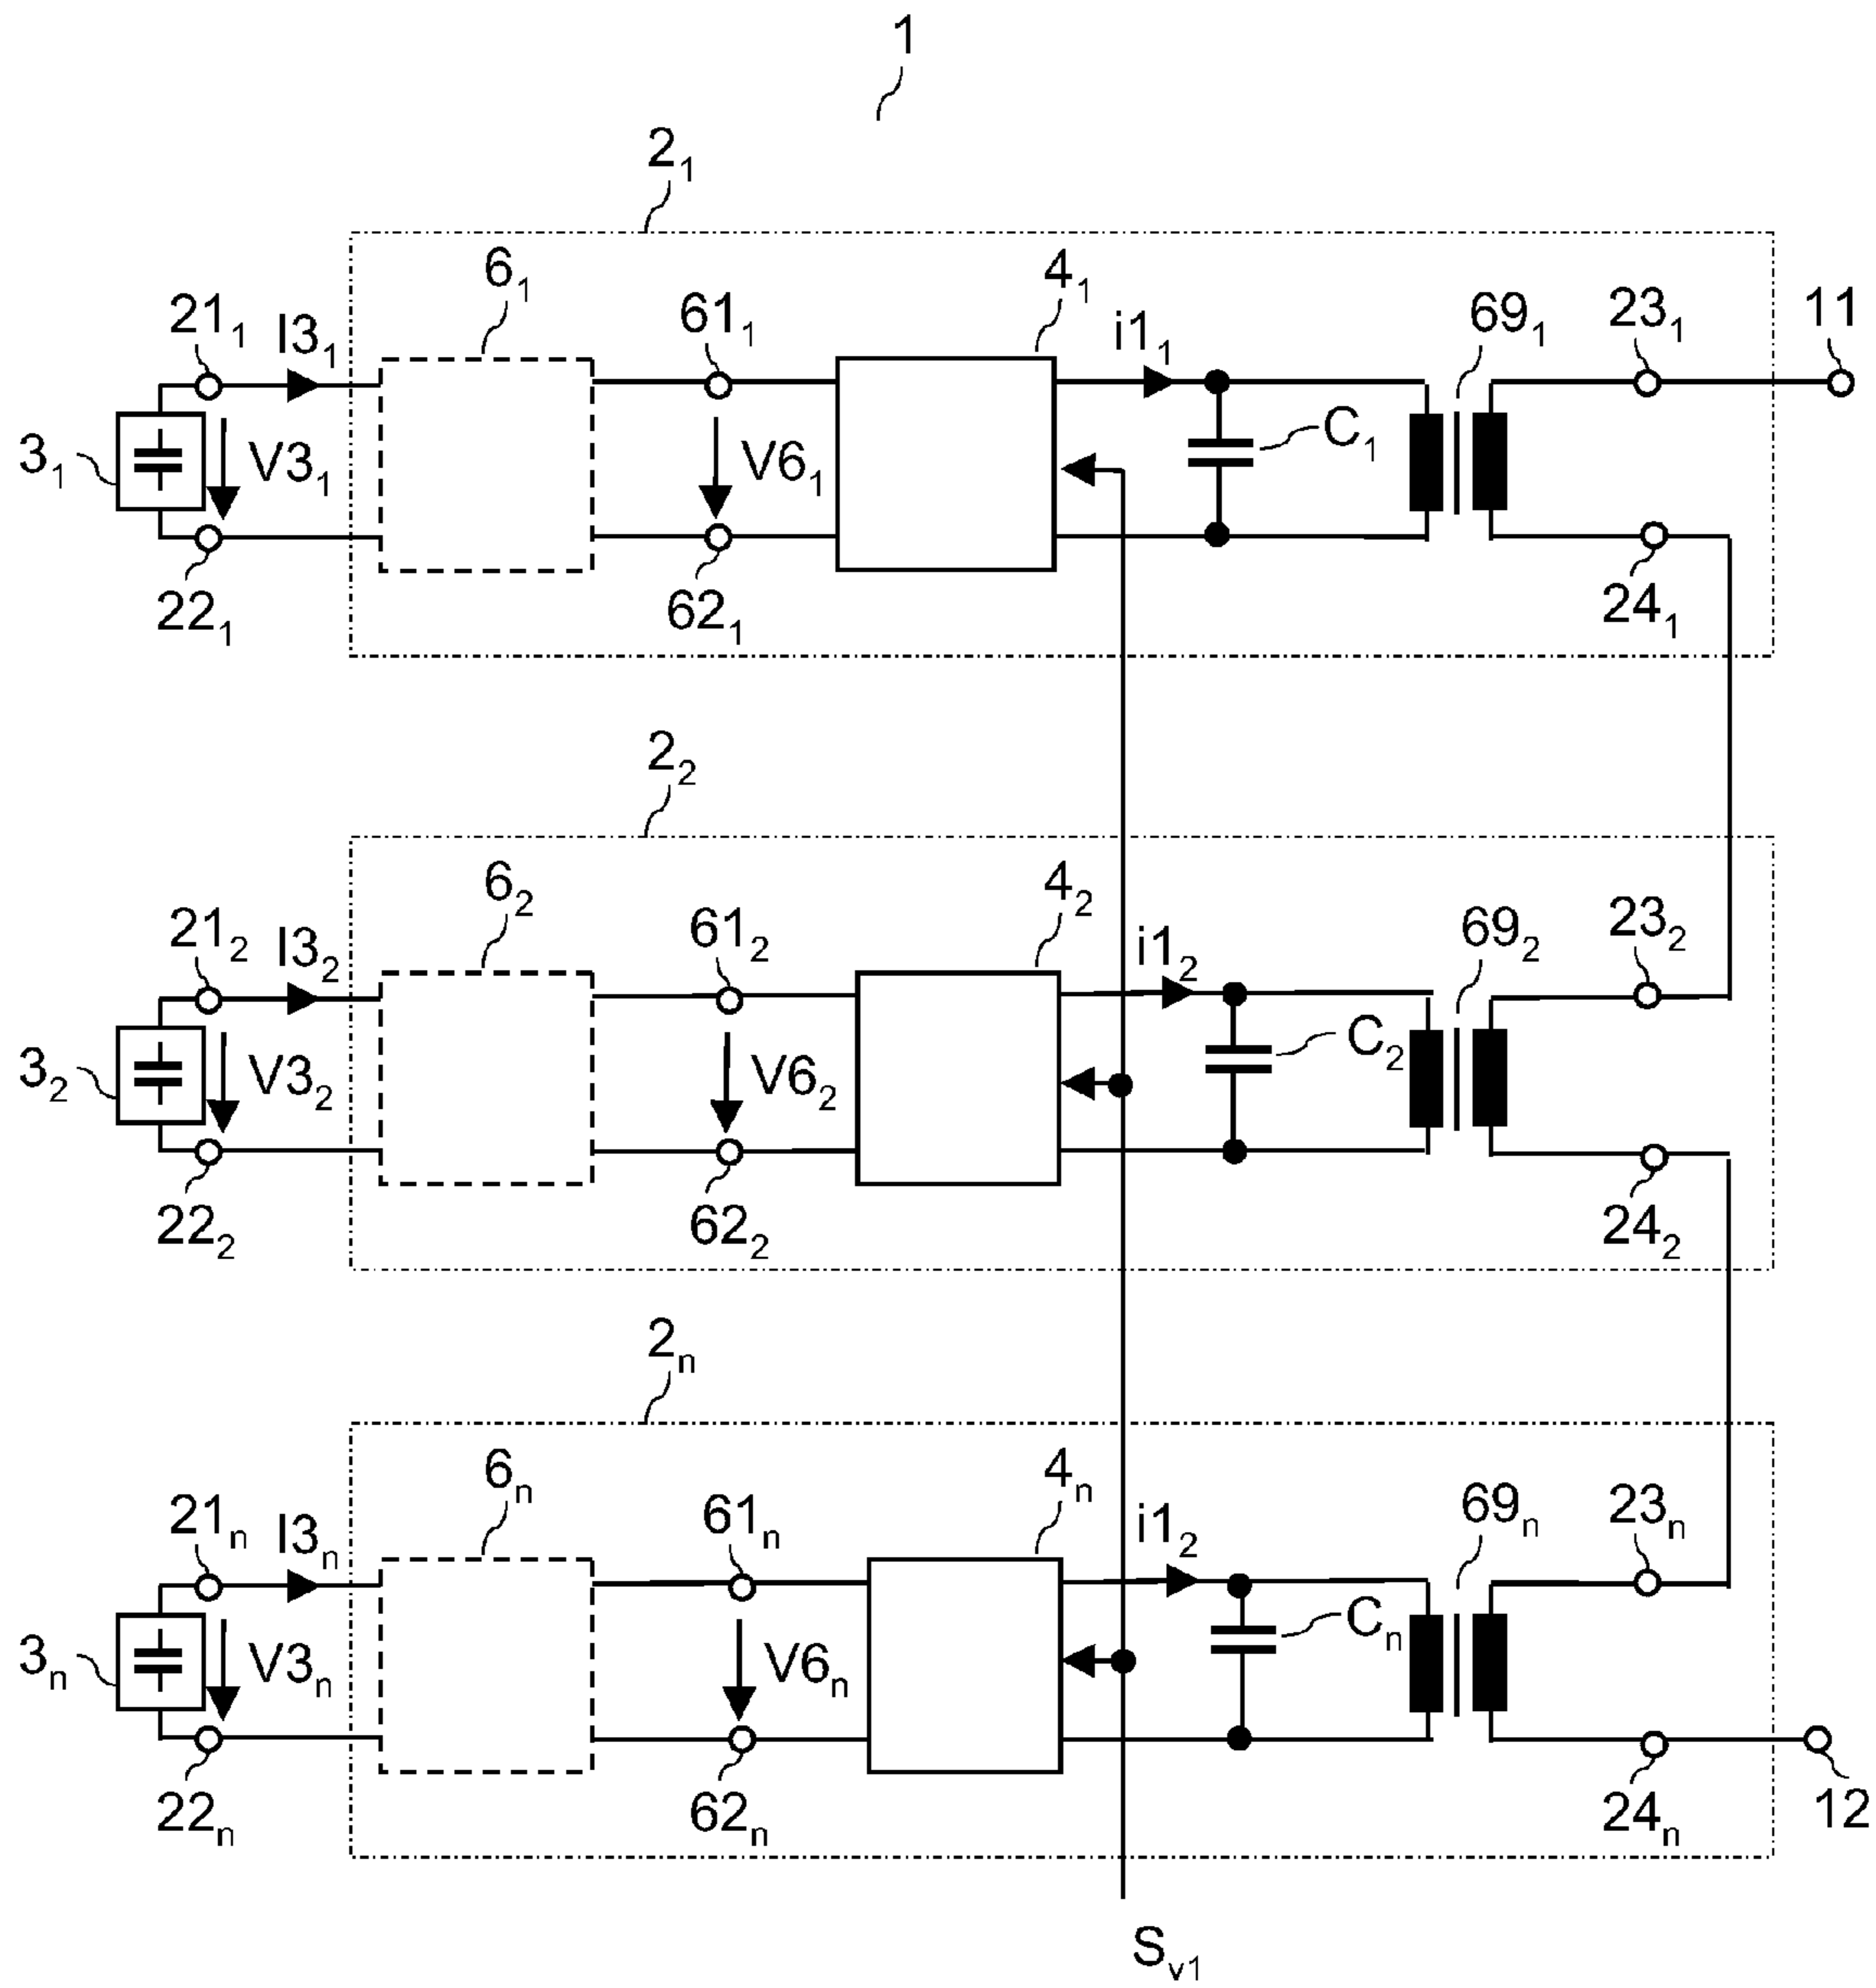 1
2₁
6₁ 4₁
21₁ I3₁ 61₁ i1₁ 69₁ 23₁ 11
3₁ V3₁ V6₁ C₁
22₁ 62₁ 24₁
2₂
6₂ 4₂
21₂ I3₂ 61₂ i1₂ 69₂ 23₂
3₂ V3₂ V6₂ C₂
22₂ 62₂ 24₂
2ₙ
6ₙ 4ₙ
21ₙ I3ₙ 61ₙ i1₂ 69ₙ 23ₙ
3ₙ V3ₙ V6ₙ Cₙ
22ₙ 62ₙ 24ₙ 12
Sᵥ₁